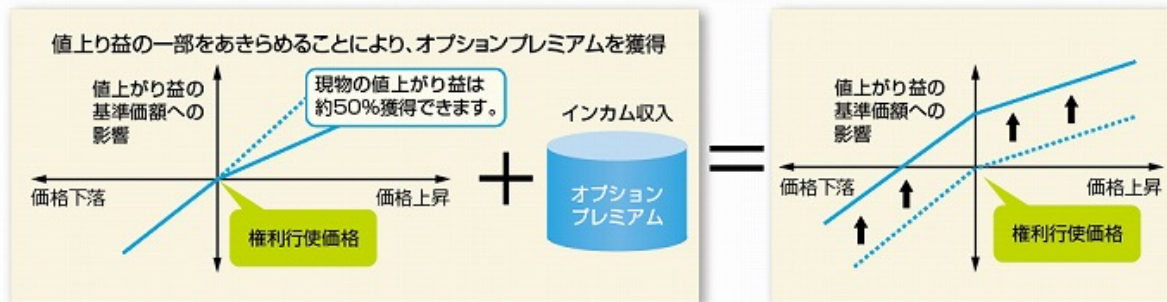 値上り益の一部をあきらめることにより、オプションプレミアムを獲得
値上がり益の
基準価額への
影響
現物の値上がり益は
約50%獲得できます。
価格下落
価格上昇
権利行使価格
+
インカム収入
オプション
プレミアム
=
値上がり益の
基準価額への
影響
価格下落
価格上昇
権利行使価格